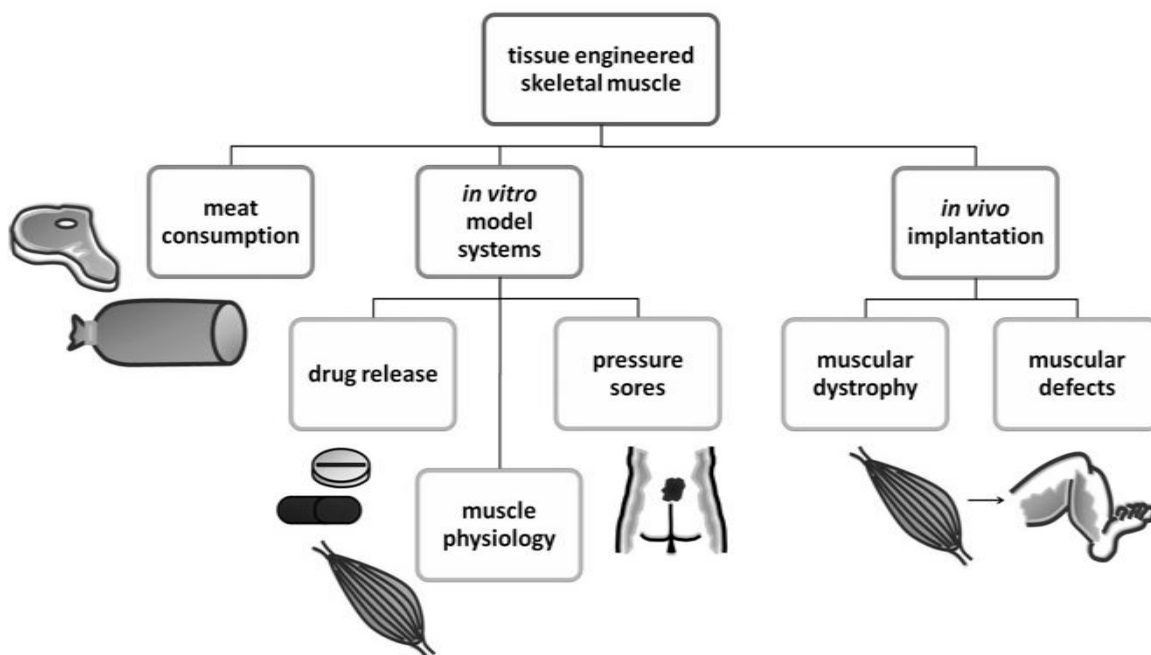 tissue engineered
skeletal muscle
meat
consumption
in vitro
model
systems
in vivo
implantation
drug release
pressure
sores
muscular
dystrophy
muscular
defects
muscle
physiology